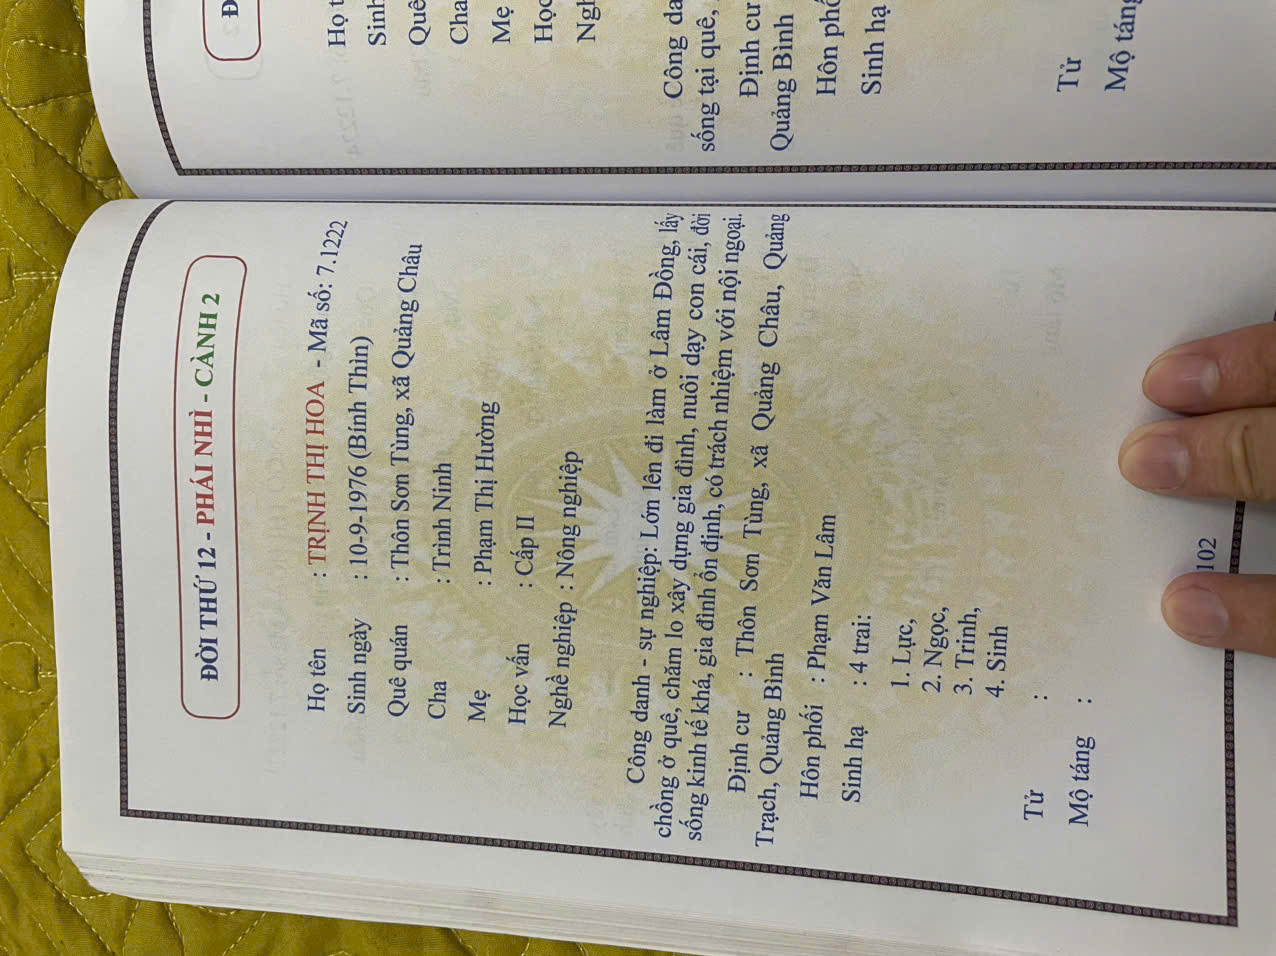 ĐỜI THỨ 12 - PHÁI NHÌ - CÀNH 2
Họ tên : TRỊNH THỊ HOA - Mã số: 7.1222
Sinh ngày : 10-9-1976 (Bính Thìn)
Quê quán : Thôn Sơn Tùng, xã Quảng Châu
Cha : Trịnh Ninh
Mẹ : Phạm Thị Hường
Học vấn : Cấp II
Nghề nghiệp : Nông nghiệp
Công danh - sự nghiệp: Lớn lên đi làm ở Lâm Đồng, lấy
chồng ở quê, chăm lo xây dựng gia đình, nuôi dạy con cái, đời
sống kinh tế khá, gia đình ổn định, có trách nhiệm với nội ngoại.
Định cư : Thôn Sơn Tùng, xã Quảng Châu, Quảng
Trạch, Quảng Bình
Hôn phối : Phạm Văn Lâm
Sinh hạ : 4 trai:
1. Lực,
2. Ngọc,
3. Trinh,
4. Sinh
Tử :
Mộ táng :
102
Họ t
Sinh
Quê
Cha
Mẹ
Học
Ngh
Công da
sống tại quê,
Định cư
Quảng Bình
Hôn phố
Sinh hạ
Tử
Mộ táng